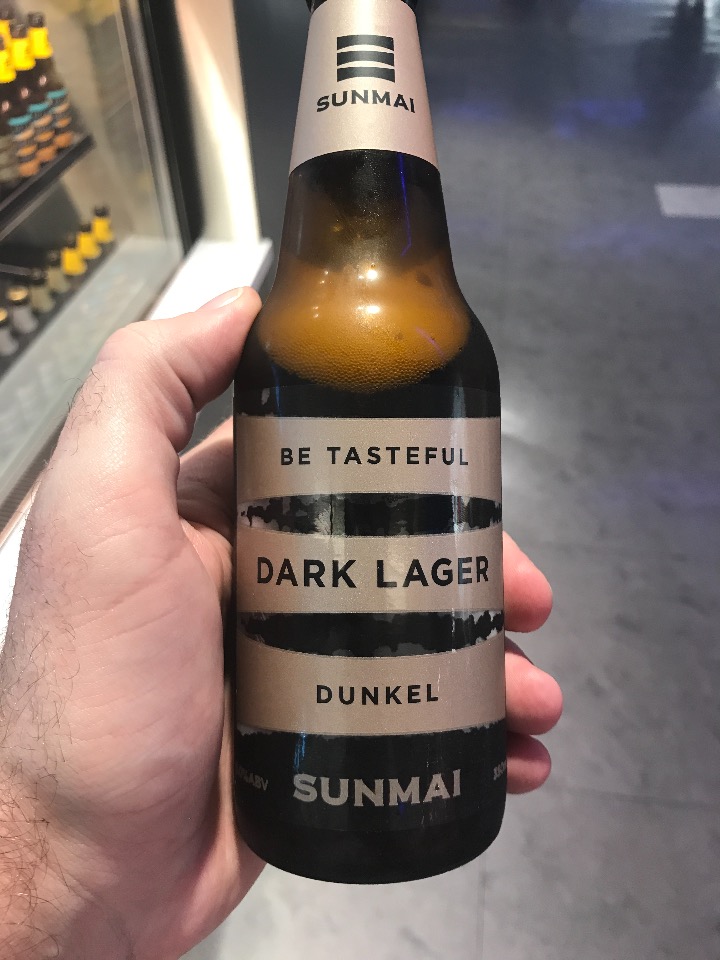 SUNMAI
BE TASTEFUL
DARK LAGER
DUNKEL
SUNMAI